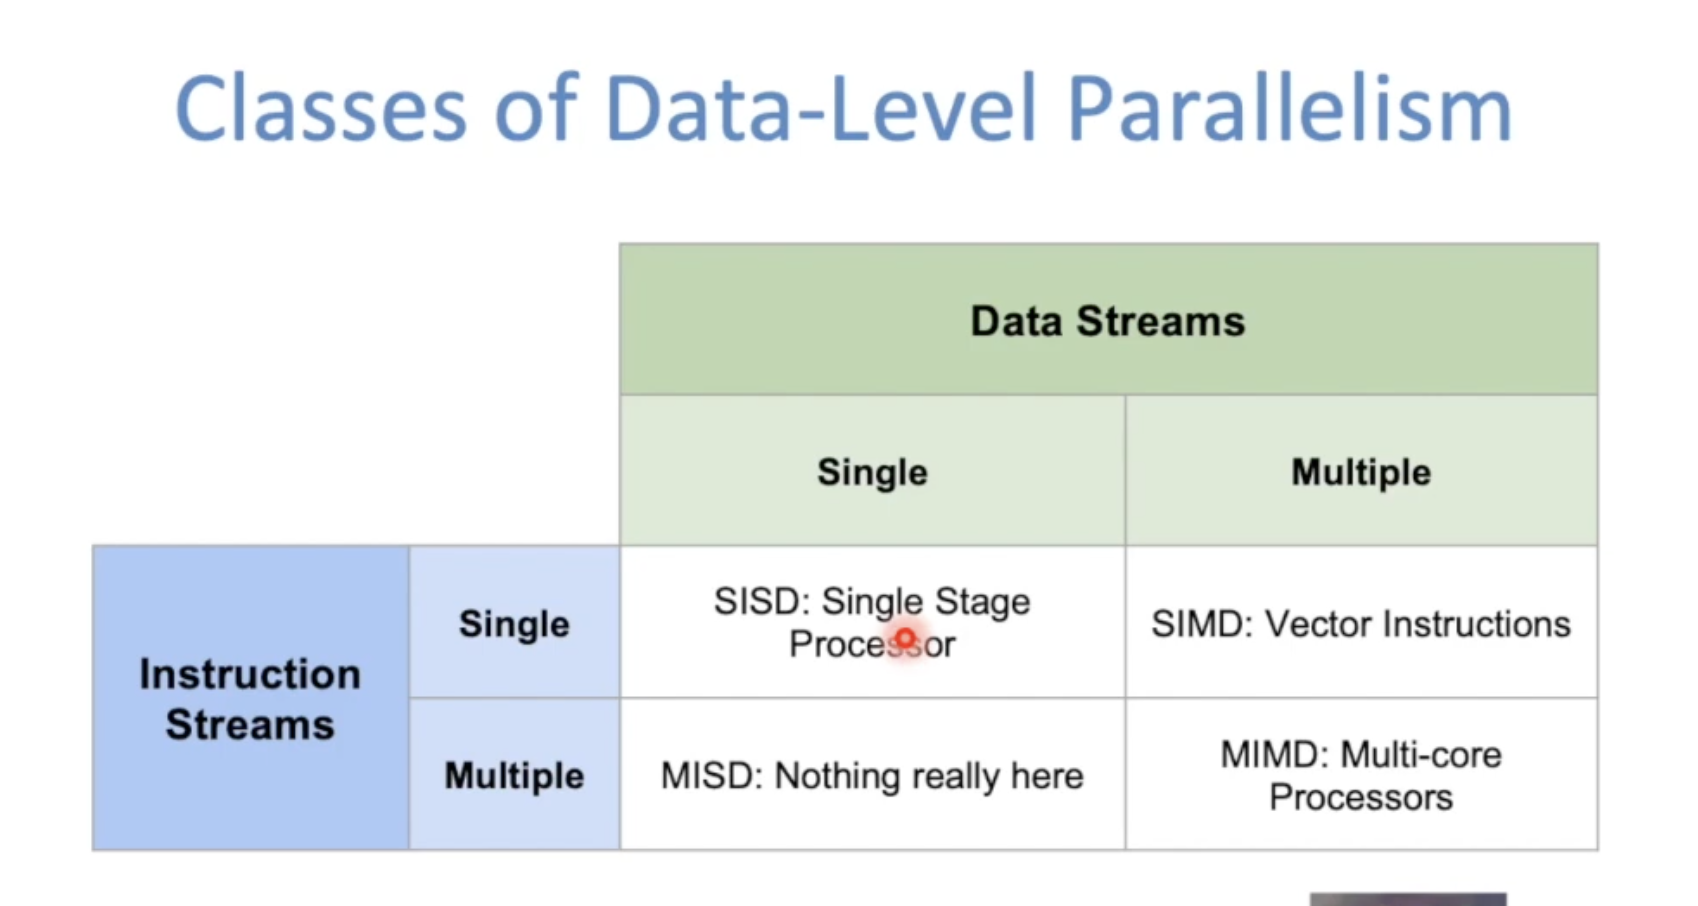 Classes of Data-Level Parallelism
Data Streams
Single
Multiple
Instruction
Streams
Single
SISD: Single Stage
Processor
SIMD: Vector Instructions
Multiple
MISD: Nothing really here
MIMD: Multi-core
Processors